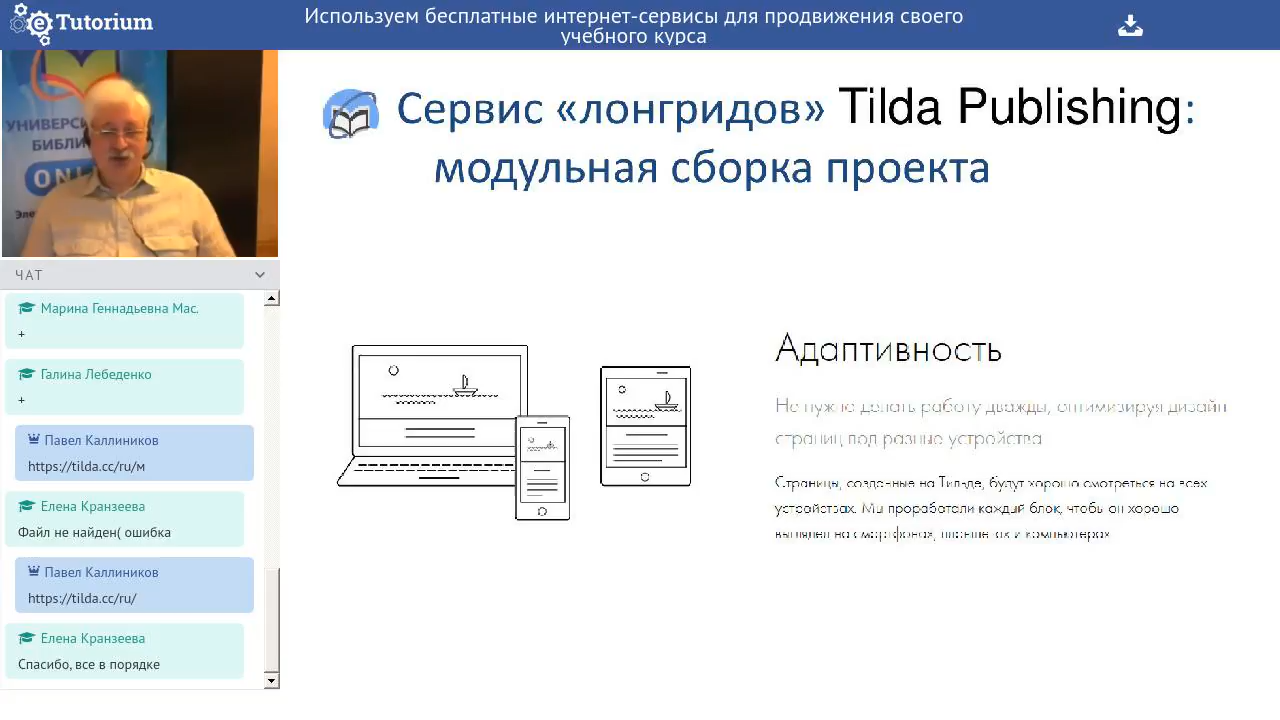 eTutorium
Используем бесплатные интернет-сервисы для продвижения своего
учебного курса
УНИВЕРС
БИБЛИ
ONL
Эле
Сервис «лонгридов» Tilda Publishing:
модульная сборка проекта
ЧАТ
Марина Геннадьевна Мас.
+
Галина Лебеденко
+
Павел Каллиников
https://tilda.cc/ru/м
Елена Кранзеева
Файл не найден( ошибка
Павел Каллиников
https://tilda.cc/ru/
Елена Кранзеева
Спасибо, все в порядке
Адаптивность
Не нужно делать работу дважды, оптимизируя дизайн
страниц под разные устройства
Страницы, созданные на Тильде, будут хорошо смотреться на всех
устройствах. Мы проработали каждый блок, чтобы он хорошо
выглядел на смартфонах, планшетах и компьютерах